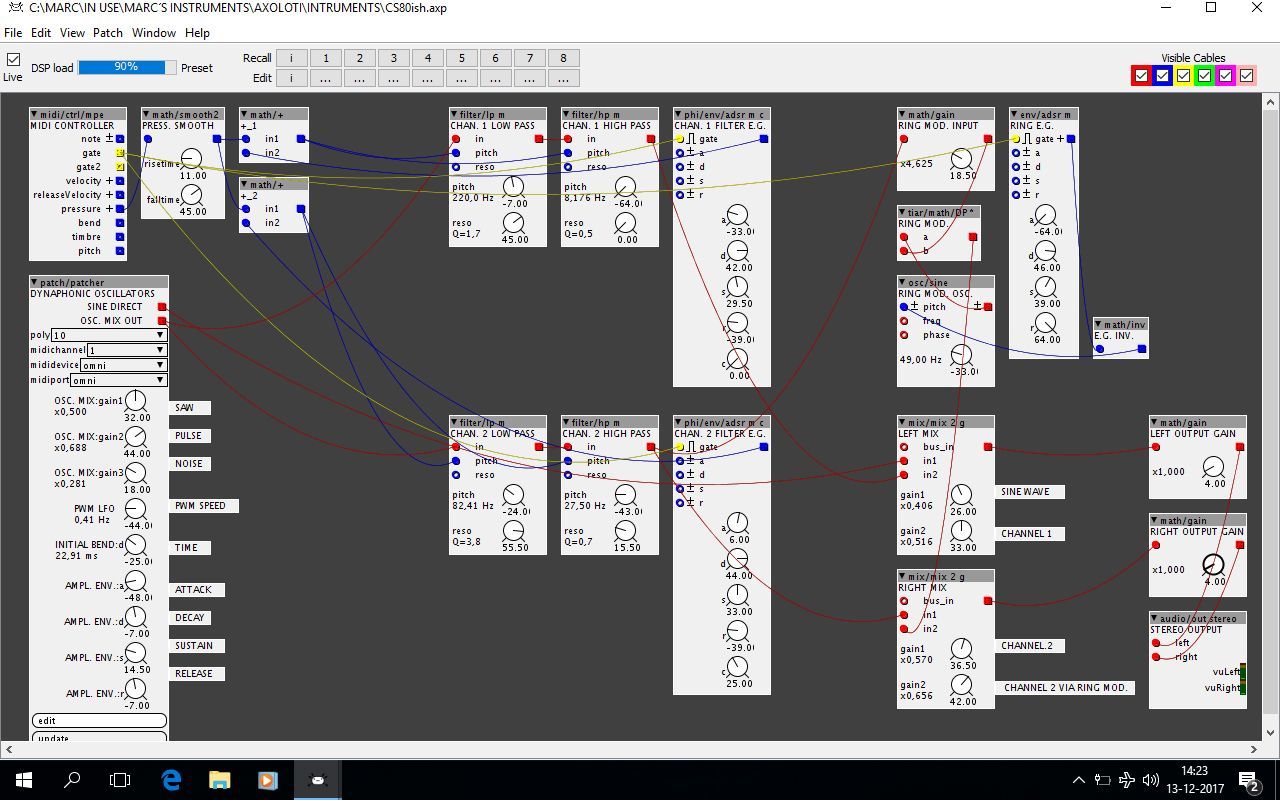 C:\MARC\IN USE\MARC'S INSTRUMENTS\AXOLOTI\INTRUMENTS\CS80ish.axp
File Edit View Patch Window Help
Live
DSP load 90% Preset
Recall i 1 2 3 4 5 6 7 8
Edit i ... ... ... ... ... ... ... ...
Visible Cables
midi/ctrl/mpe
MIDI CONTROLLER
note ±
gate
gate2
velocity +
releaseVelocity +
pressure +
bend
timbre
pitch
math/smooth2
PRESS. SMOOTH
risetime
11.00
falltime
45.00
math/+
+_1
in1
in2
math/+
+_2
in1
in2
patch/patcher
DYNAPHONIC OSCILLATORS
SINE DIRECT
OSC. MIX OUT
poly 10
midichannel 1
mididevice omni
midiport omni
OSC. MIX:gain1
x0,500
32.00
SAW
OSC. MIX:gain2
x0,688
44.00
PULSE
OSC. MIX:gain3
x0,281
18.00
NOISE
PWM LFO
0,41 Hz
-44.0
PWM SPEED
INITIAL BEND:d
22,91 ms
-25.0
TIME
AMPL. ENV.:a
-48.0
ATTACK
AMPL. ENV.:d
-7.00
DECAY
AMPL. ENV.:s
14.50
SUSTAIN
AMPL. ENV.:r
-7.00
RELEASE
edit
update
filter/lp m
CHAN. 1 LOW PASS
in
pitch
reso
pitch
220,0 Hz
-7.00
reso
Q=1,7
45.00
filter/hp m
CHAN. 1 HIGH PASS
in
pitch
reso
pitch
8,176 Hz
-64.0
reso
Q=0,5
0.00
phi/env/adsr m c
CHAN. 1 FILTER E.G.
gate
± a
± d
± s
± r
a
-33.0
d
42.00
s
29.50
r
-39.0
c
0.00
filter/lp m
CHAN. 2 LOW PASS
in
pitch
reso
pitch
82,41 Hz
-24.0
reso
Q=3,8
55.50
filter/hp m
CHAN. 2 HIGH PASS
in
pitch
reso
pitch
27,50 Hz
-43.0
reso
Q=0,7
15.50
phi/env/adsr m c
CHAN. 2 FILTER E.G.
gate
± a
± d
± s
± r
a
6.00
d
44.00
s
33.00
r
-39.0
c
25.00
math/gain
RING MOD. INPUT
x4,625
18.50
tiar/math/DP*
RING MOD.
a
b
osc/sine
RING MOD. OSC.
± pitch ±
freq
phase
49,00 Hz
-33.0
env/adsr m
RING E.G.
gate +
± a
± d
± s
± r
a
-64.0
d
46.00
s
39.00
r
64.00
math/inv
E.G. INV.
mix/mix 2 g
LEFT MIX
bus_in
in1
in2
gain1
x0,406
26.00
SINE WAVE
gain2
x0,516
33.00
CHANNEL 1
mix/mix 2 g
RIGHT MIX
bus_in
in1
in2
gain1
x0,570
36.50
CHANNEL.2
gain2
x0,656
42.00
CHANNEL 2 VIA RING MOD.
math/gain
LEFT OUTPUT GAIN
x1,000
4.00
math/gain
RIGHT OUTPUT GAIN
x1,000
4.00
audio/out stereo
STEREO OUTPUT
left
right
vuLeft
vuRight
14:23
13-12-2017
2